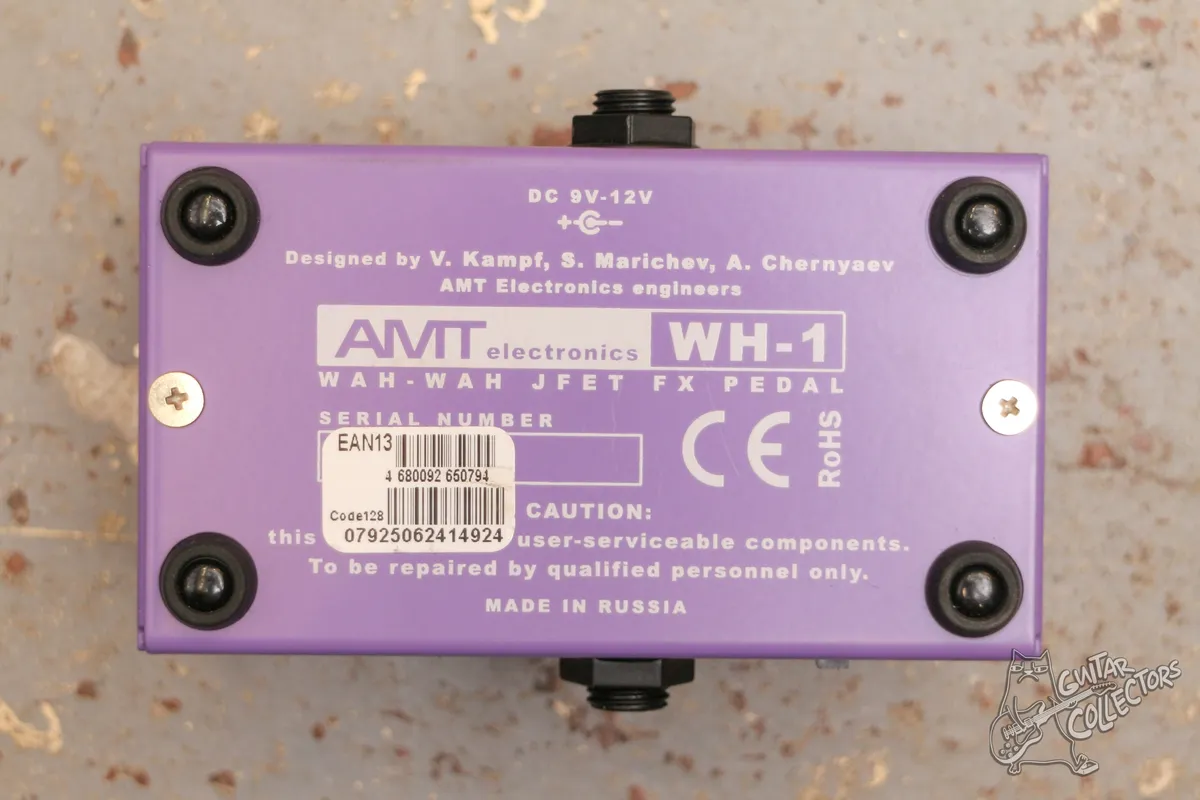 DC 9V-12V
Designed by V. Kampf, S. Marichev, A. Chernyaev
AMT Electronics engineers
AMT electronics WH-1
WAH-WAH JFET FX PEDAL
SERIAL NUMBER
EAN13
4 680092 650794
Code128
07925062414924
CE RoHS
CAUTION:
this user-serviceable components.
To be repaired by qualified personnel only.
MADE IN RUSSIA
GUITAR
COLLECTORS